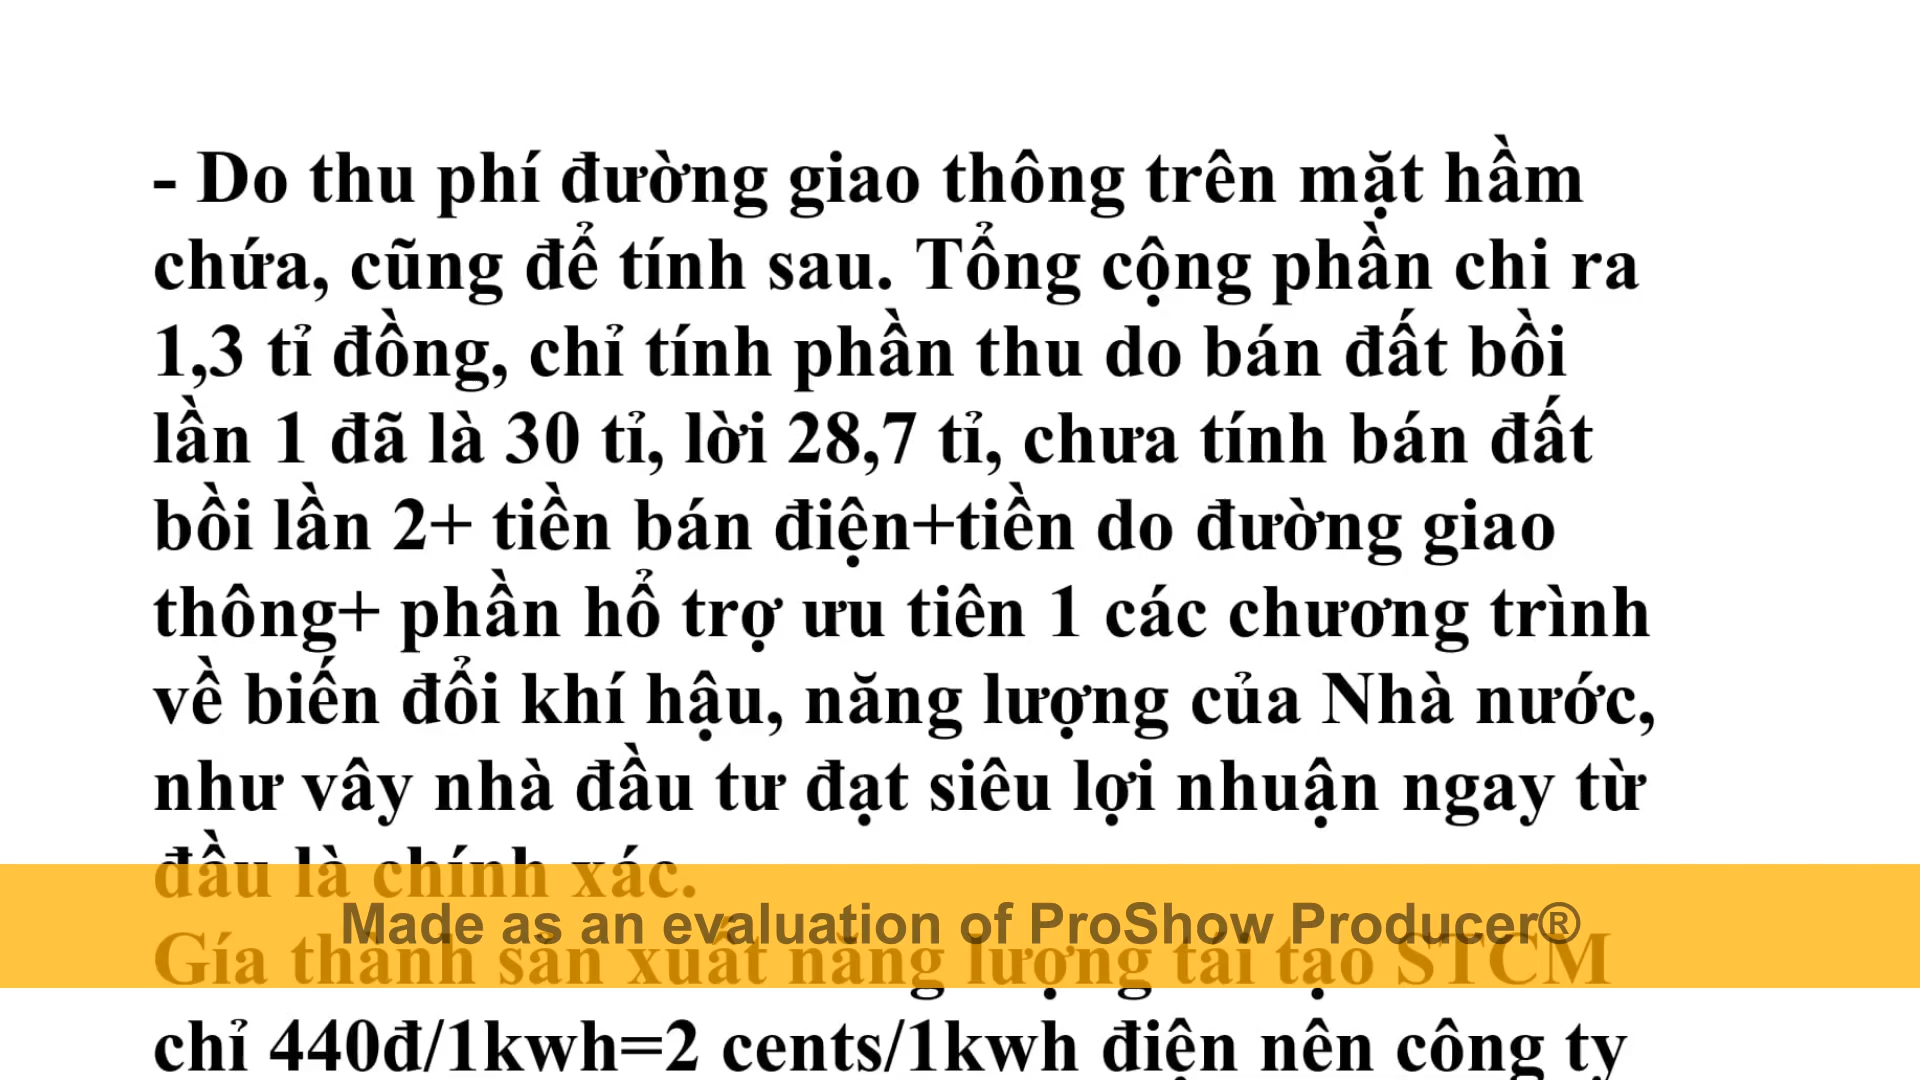 - Do thu phí đường giao thông trên mặt hầm
chứa, cũng để tính sau. Tổng cộng phần chi ra
1,3 tỉ đồng, chỉ tính phần thu do bán đất bồi
lần 1 đã là 30 tỉ, lời 28,7 tỉ, chưa tính bán đất
bồi lần 2+ tiền bán điện+tiền do đường giao
thông+ phần hổ trợ ưu tiên 1 các chương trình
về biến đổi khí hậu, năng lượng của Nhà nước,
như vây nhà đầu tư đạt siêu lợi nhuận ngay từ
đầu là chính xác.
Made as an evaluation of ProShow Producer®
Gía thành sản xuất năng lượng tái tạo STCM
chỉ 440đ/1kwh=2 cents/1kwh điện nên công ty